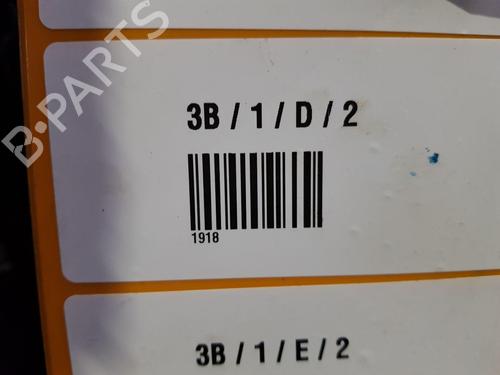 B-PARTS
3B / 1 / D / 2
1918
3B / 1 / E / 2